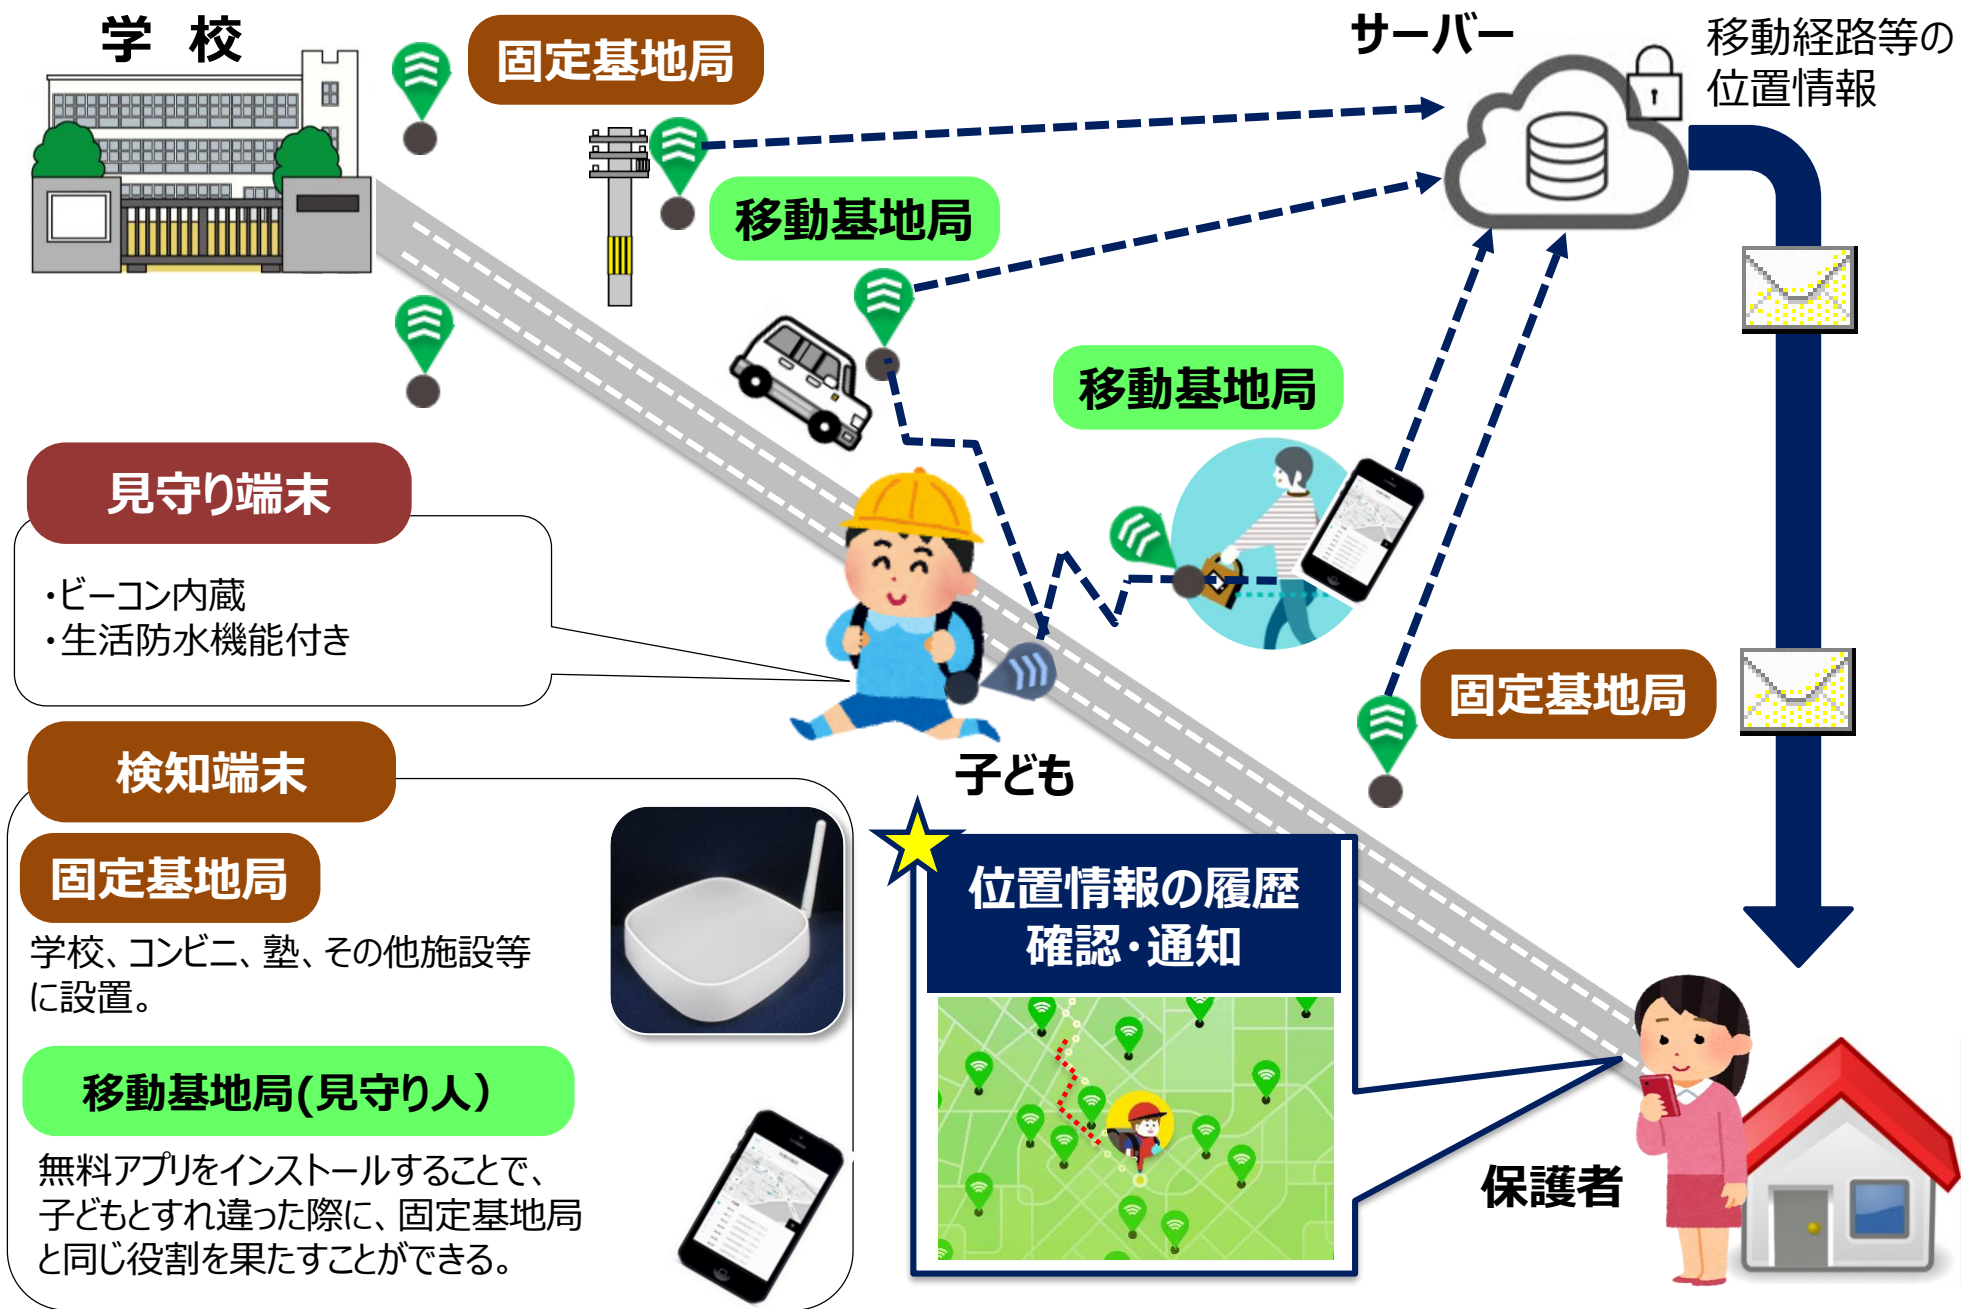 学　校
固定基地局
サーバー
移動経路等の
位置情報
移動基地局
移動基地局
見守り端末
・ビーコン内蔵
・生活防水機能付き
固定基地局
子ども
検知端末
固定基地局
学校、コンビニ、塾、その他施設等
に設置。
移動基地局(見守り人）
無料アプリをインストールすることで、
子どもとすれ違った際に、固定基地局
と同じ役割を果たすことができる。
位置情報の履歴
確認・通知
保護者